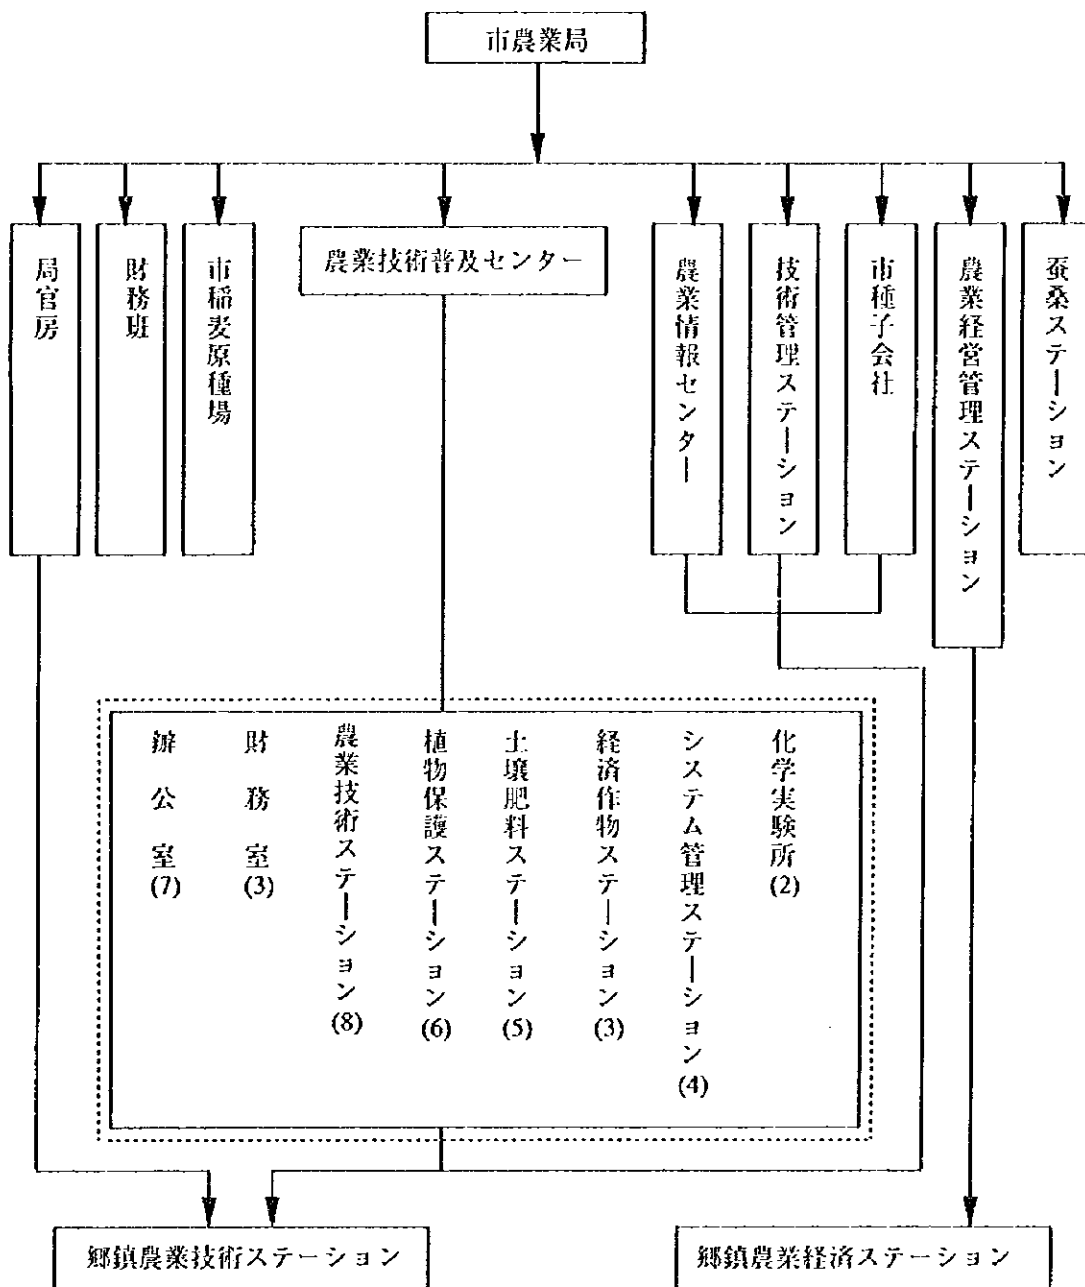 市農業局
局官房
財務班
市稲麦原種場
農業技術普及センター
農業情報センター
技術管理ステーション
市種子会社
農業経営管理ステーション
蚕桑ステーション
辦公室(7)
財務室(3)
農業技術ステーション(8)
植物保護ステーション(6)
土壌肥料ステーション(5)
経済作物ステーション(3)
システム管理ステーション(4)
化学実験所(2)
郷鎮農業技術ステーション
郷鎮農業経済ステーション